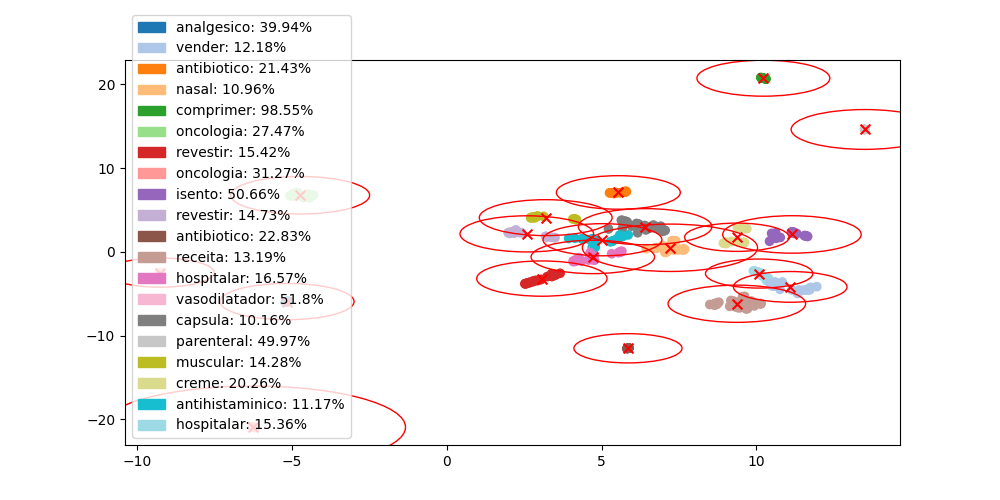 analgesico: 39.94%
vender: 12.18%
antibiotico: 21.43%
nasal: 10.96%
comprimer: 98.55%
oncologia: 27.47%
revestir: 15.42%
oncologia: 31.27%
isento: 50.66%
revestir: 14.73%
antibiotico: 22.83%
receita: 13.19%
hospitalar: 16.57%
vasodilatador: 51.8%
capsula: 10.16%
parenteral: 49.97%
muscular: 14.28%
creme: 20.26%
antihistaminico: 11.17%
hospitalar: 15.36%
20
10
0
−10
−20
−10 −5 0 5 10